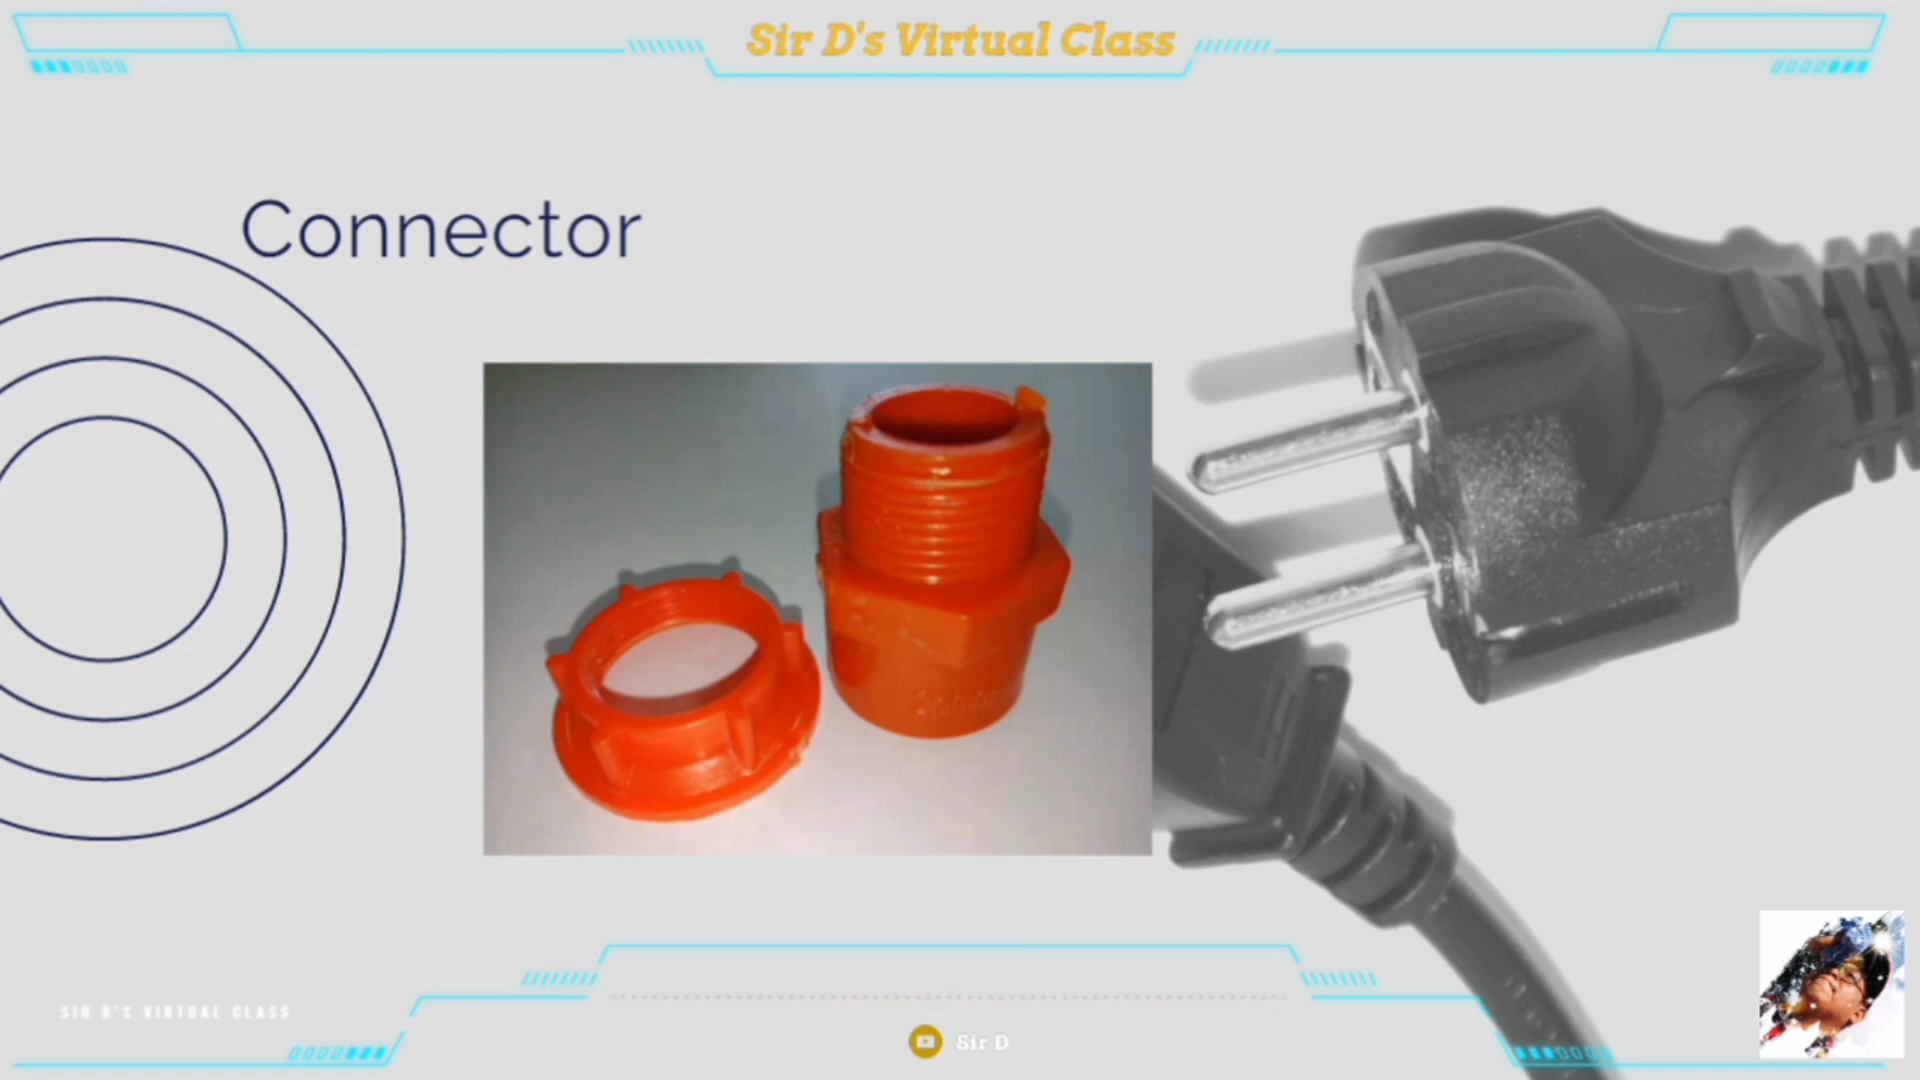 Sir D's Virtual Class
Connector
SIR D'S VIRTUAL CLASS
Sir D